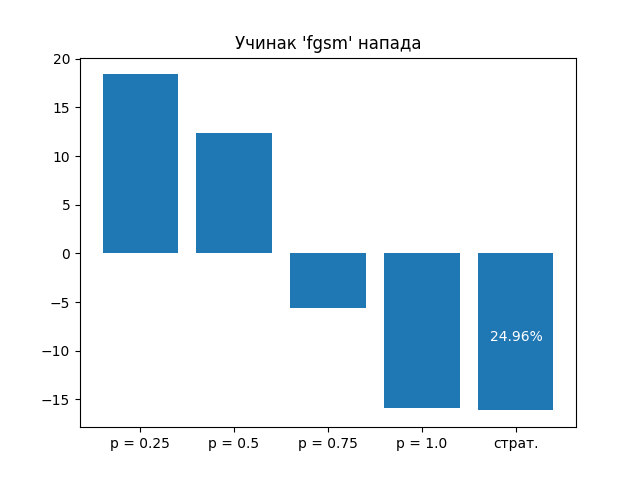 Учинак 'fgsm' напада
20
15
10
5
0
−5
−10
−15
24.96%
p = 0.25
p = 0.5
p = 0.75
p = 1.0
страт.